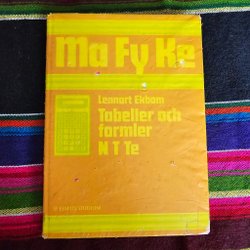 Ma Fy Ke
Lennart Ekbom
Tabeller och
formler
N T Te